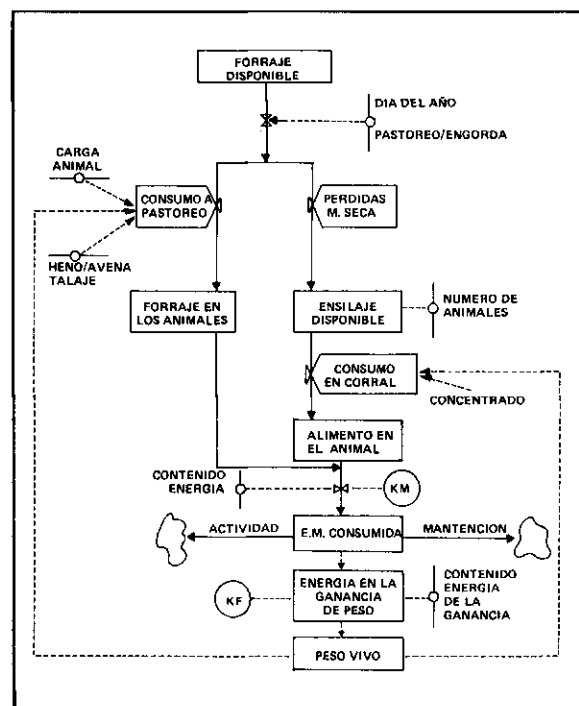 FORRAJE
DISPONIBLE
DIA DEL AÑO
PASTOREO/ENGORDA
CARGA
ANIMAL
CONSUMO A
PASTOREO
PERDIDAS
M. SECA
HENO/AVENA
TALAJE
FORRAJE EN
LOS ANIMALES
ENSILAJE
DISPONIBLE
NUMERO DE
ANIMALES
CONSUMO
EN CORRAL
CONCENTRADO
ALIMENTO EN
EL ANIMAL
CONTENIDO
ENERGIA
KM
ACTIVIDAD
E.M. CONSUMIDA
MANTENCION
KF
ENERGIA EN LA
GANANCIA
DE PESO
CONTENIDO
ENERGIA
DE LA
GANANCIA
PESO VIVO